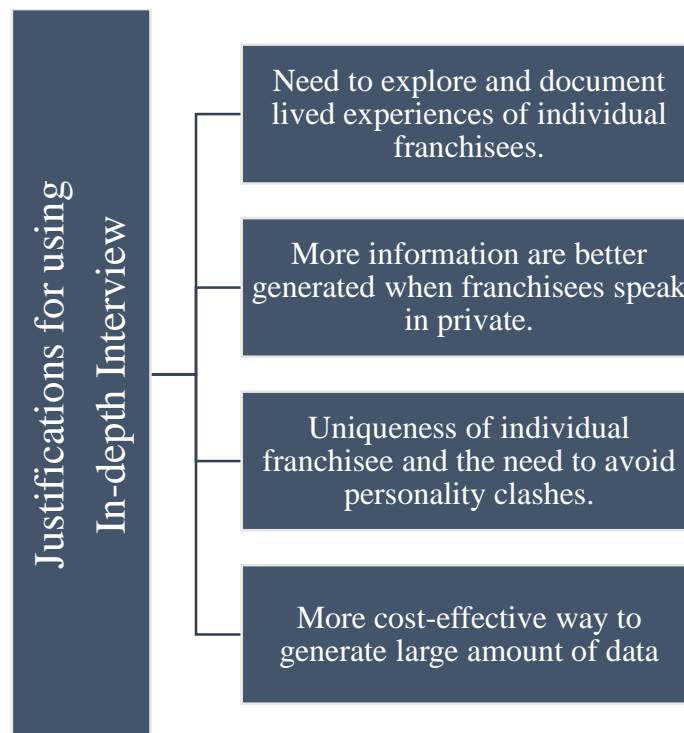 Justifications for using
In-depth Interview
Need to explore and document
lived experiences of individual
franchisees.
More information are better
generated when franchisees speak
in private.
Uniqueness of individual
franchisee and the need to avoid
personality clashes.
More cost-effective way to
generate large amount of data